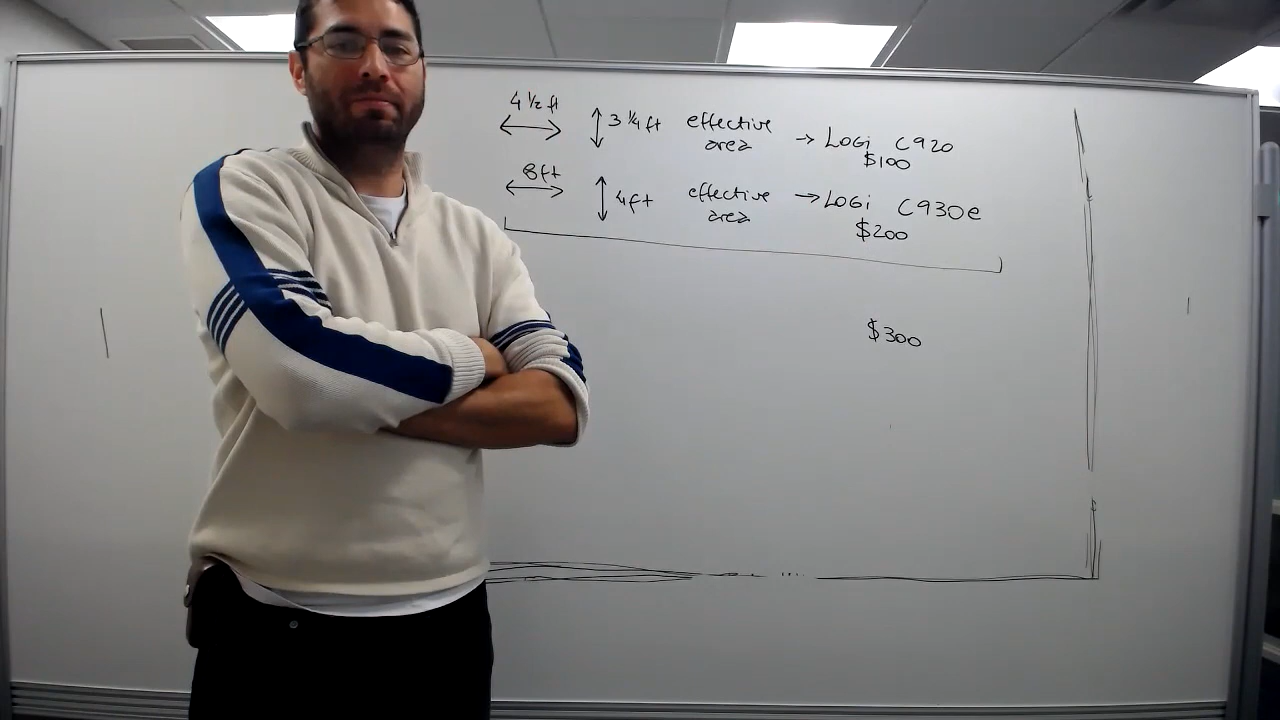 4 1/2 ft
3 1/4 ft effective area → LOGi C920
$100
8ft
4ft effective area → LOGi C930e
$200
$300